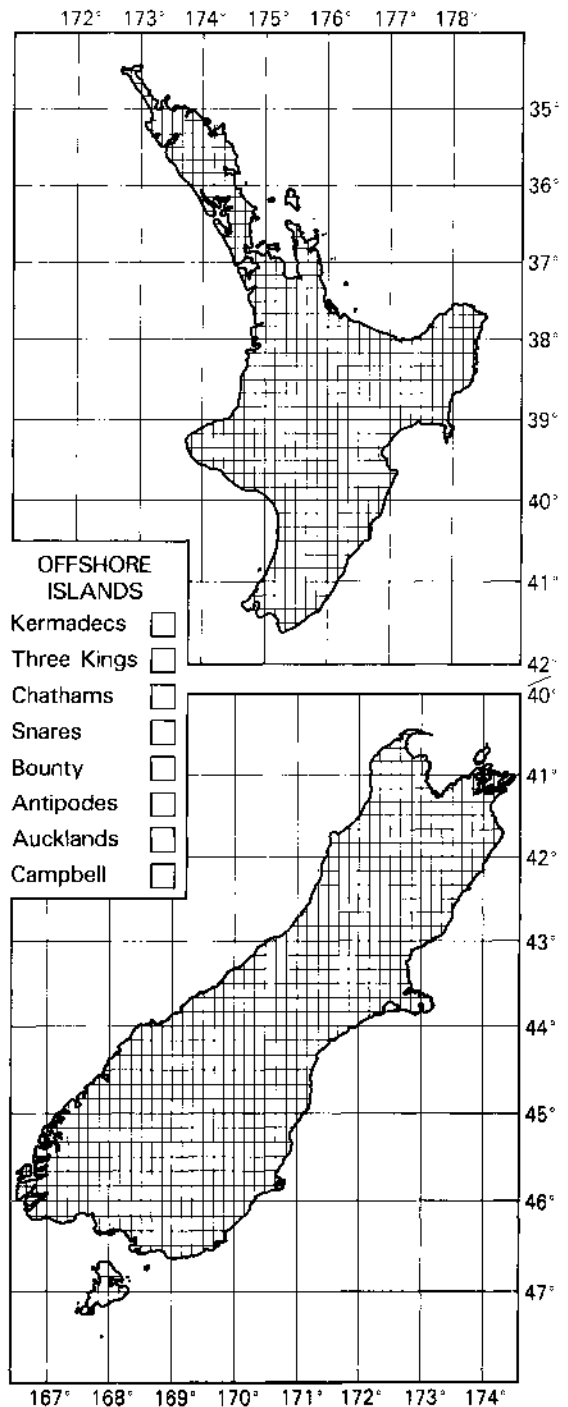 172° 173° 174° 175° 176° 177° 178°
35°
36°
37°
38°
39°
40°
41°
42°
OFFSHORE
ISLANDS
Kermadecs
Three Kings
Chathams
Snares
Bounty
Antipodes
Aucklands
Campbell
40°
41°
42°
43°
44°
45°
46°
47°
167° 168° 169° 170° 171° 172° 173° 174°